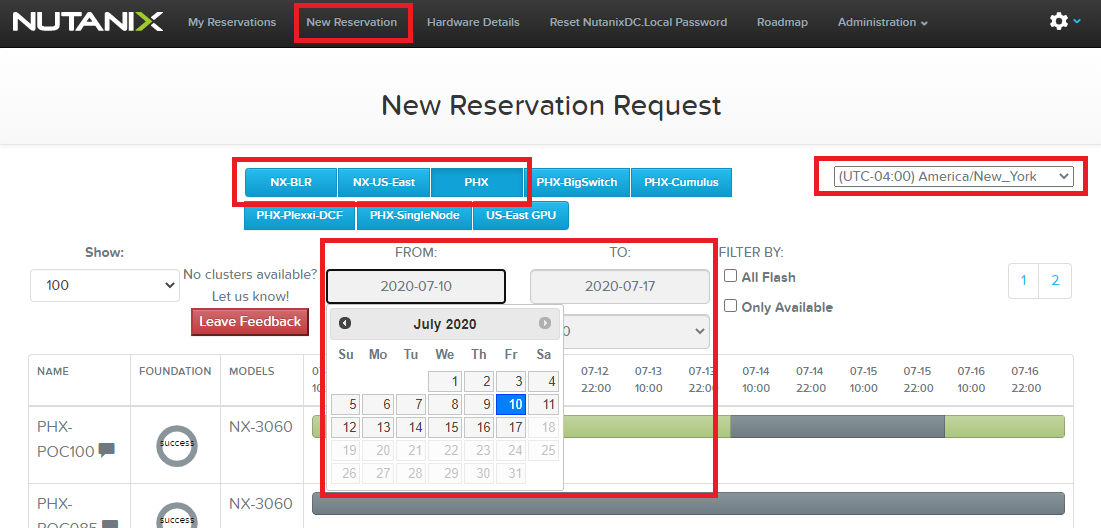 NUTANIX My Reservations New Reservation Hardware Details Reset NutanixDC.Local Password Roadmap Administration
New Reservation Request
NX-BLR NX-US-East PHX PHX-BigSwitch PHX-Cumulus
(UTC-04:00) America/New_York
PHX-Plexxi-DCF PHX-SingleNode US-East GPU
Show:
100
No clusters available?
Let us know!
Leave Feedback
FROM: TO:
2020-07-10 2020-07-17
FILTER BY:
All Flash
Only Available
1 2
July 2020
Su Mo Tu We Th Fr Sa
1 2 3 4
5 6 7 8 9 10 11
12 13 14 15 16 17 18
19 20 21 22 23 24 25
26 27 28 29 30 31
NAME FOUNDATION MODELS
07-12 07-13 07-13 07-14 07-14 07-15 07-15 07-16 07-16
22:00 10:00 22:00 10:00 22:00 10:00 22:00 10:00 22:00
PHX-
POC100
success
NX-3060
PHX-
POC085
success
NX-3060